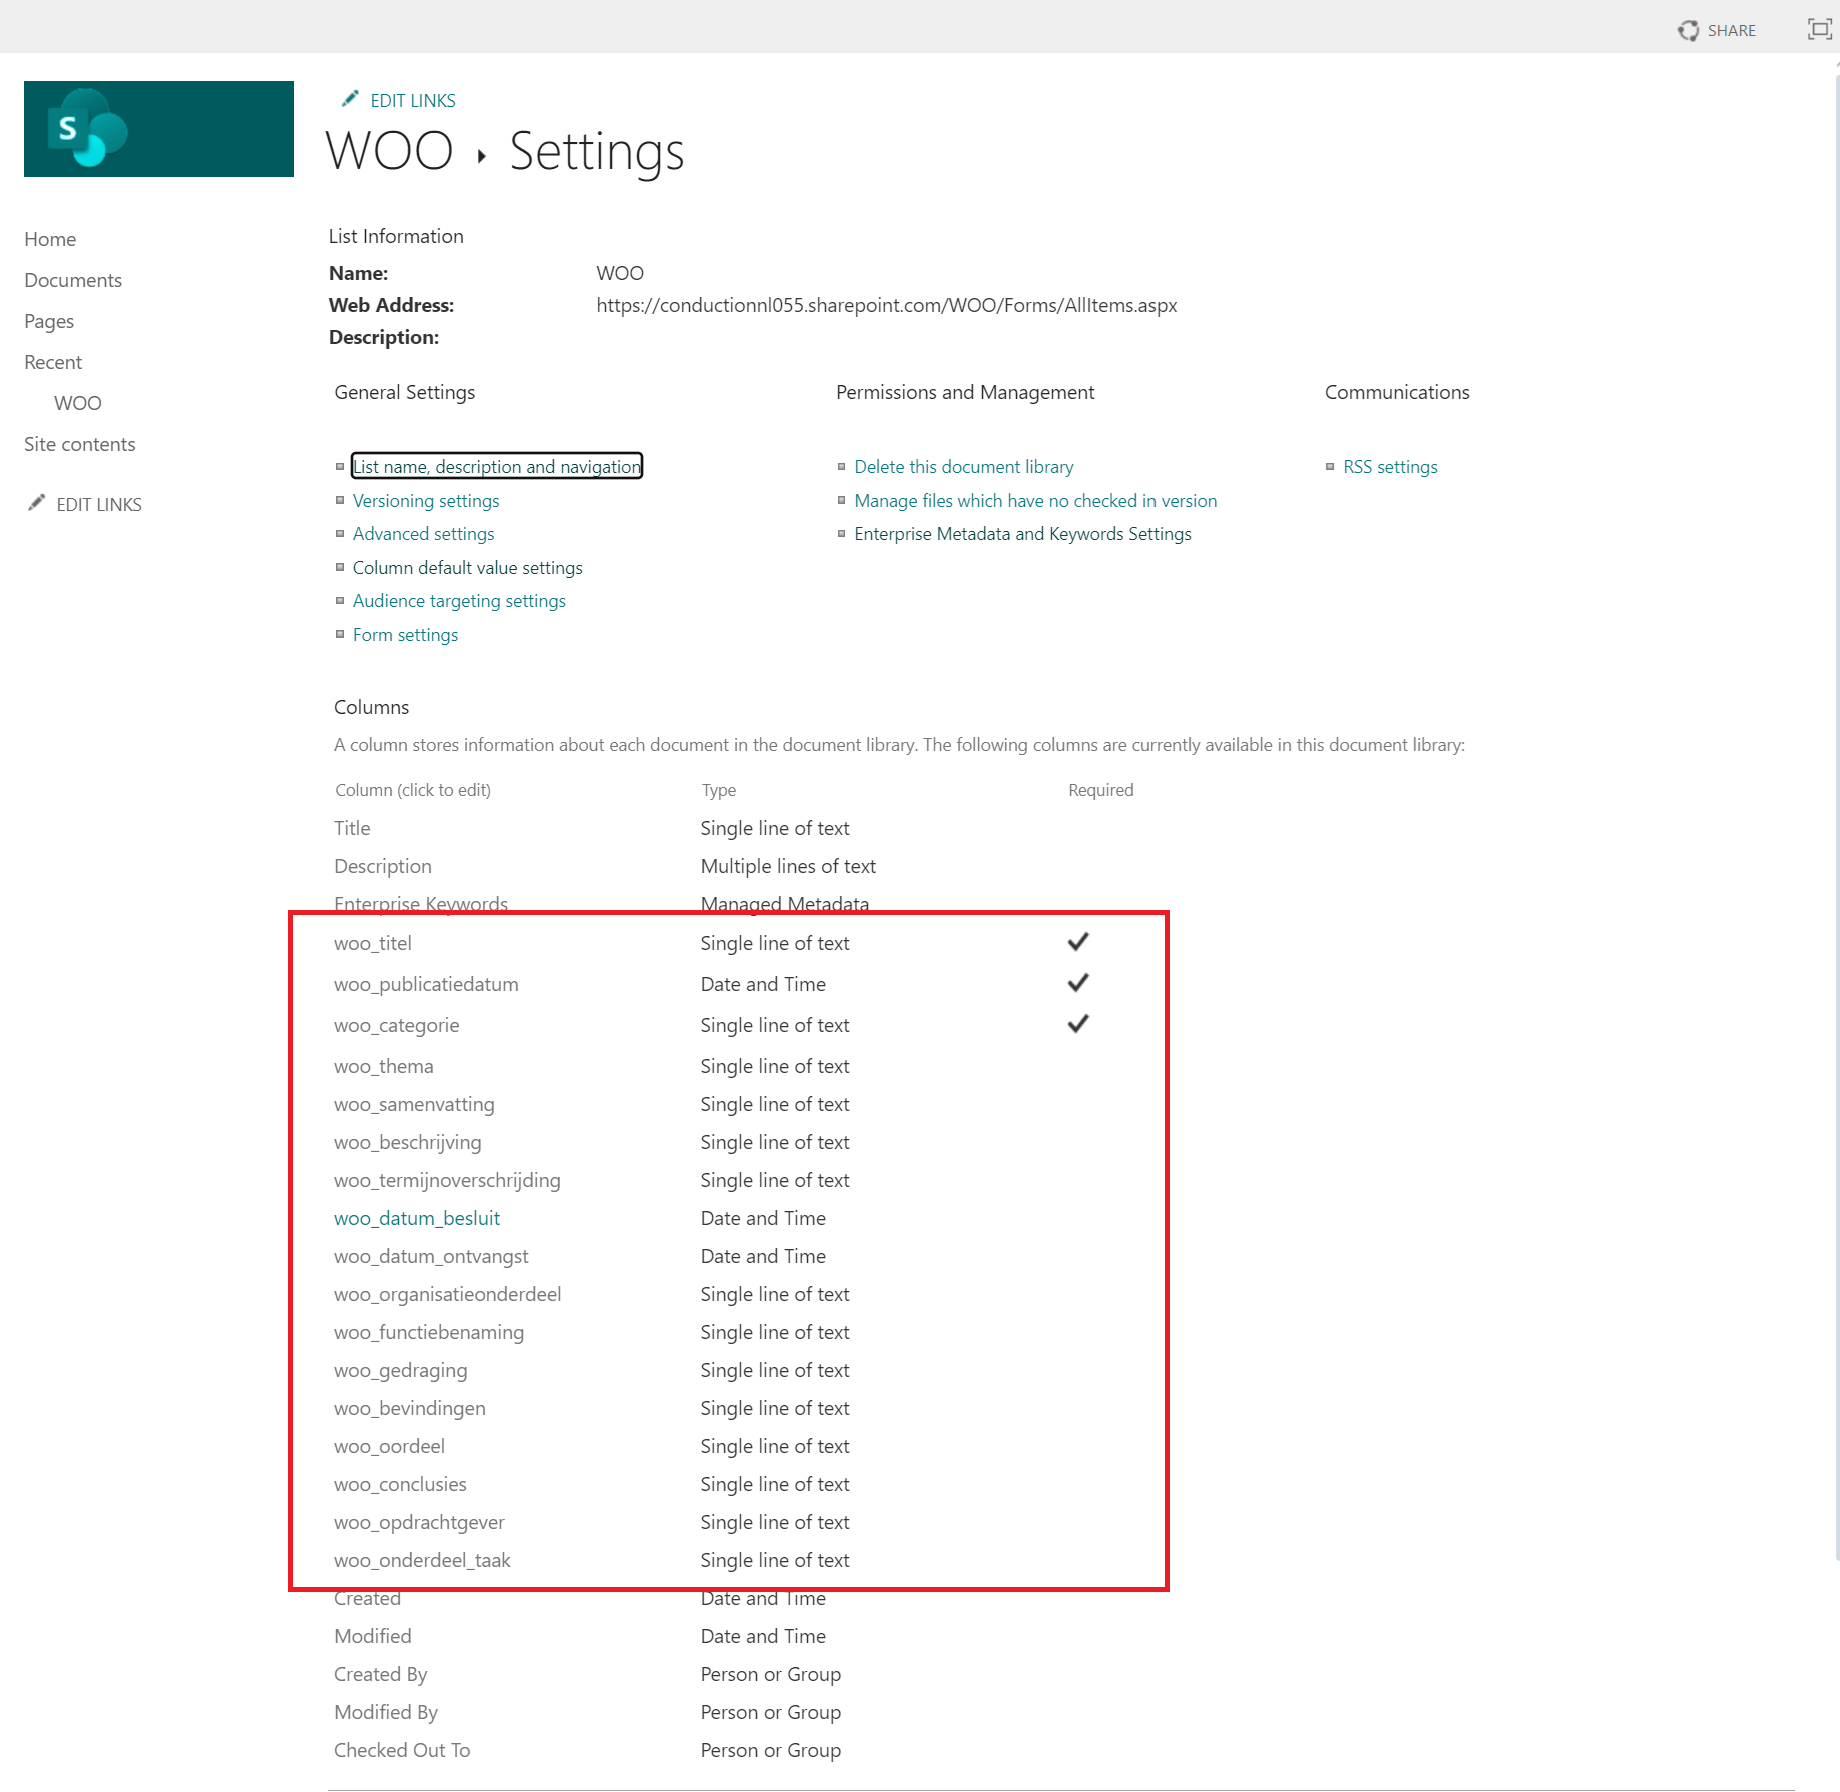 SHARE
S
EDIT LINKS
WOO ▸ Settings
Home
Documents
Pages
Recent
WOO
Site contents
EDIT LINKS
List Information
Name: WOO
Web Address: https://conductionnl055.sharepoint.com/WOO/Forms/AllItems.aspx
Description:
General Settings Permissions and Management Communications
List name, description and navigation Delete this document library RSS settings
Versioning settings Manage files which have no checked in version
Advanced settings Enterprise Metadata and Keywords Settings
Column default value settings
Audience targeting settings
Form settings
Columns
A column stores information about each document in the document library. The following columns are currently available in this document library:
Column (click to edit) Type Required
Title Single line of text
Description Multiple lines of text
Enterprise Keywords Managed Metadata
woo_titel Single line of text ✓
woo_publicatiedatum Date and Time ✓
woo_categorie Single line of text ✓
woo_thema Single line of text
woo_samenvatting Single line of text
woo_beschrijving Single line of text
woo_termijnoverschrijding Single line of text
woo_datum_besluit Date and Time
woo_datum_ontvangst Date and Time
woo_organisatieonderdeel Single line of text
woo_functiebenaming Single line of text
woo_gedraging Single line of text
woo_bevindingen Single line of text
woo_oordeel Single line of text
woo_conclusies Single line of text
woo_opdrachtgever Single line of text
woo_onderdeel_taak Single line of text
Created Date and Time
Modified Date and Time
Created By Person or Group
Modified By Person or Group
Checked Out To Person or Group